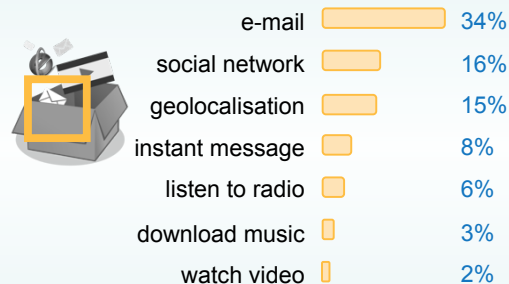 e-mail 34%
social network 16%
geolocalisation 15%
instant message 8%
listen to radio 6%
download music 3%
watch video 2%